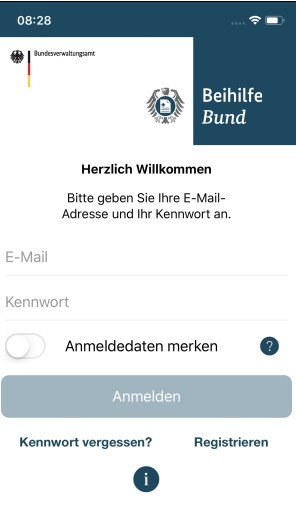 08:28
Bundesverwaltungsamt
Beihilfe
Bund
Herzlich Willkommen
Bitte geben Sie Ihre E-Mail-
Adresse und Ihr Kennwort an.
E-Mail
Kennwort
Anmeldedaten merken ?
Anmelden
Kennwort vergessen? Registrieren
i